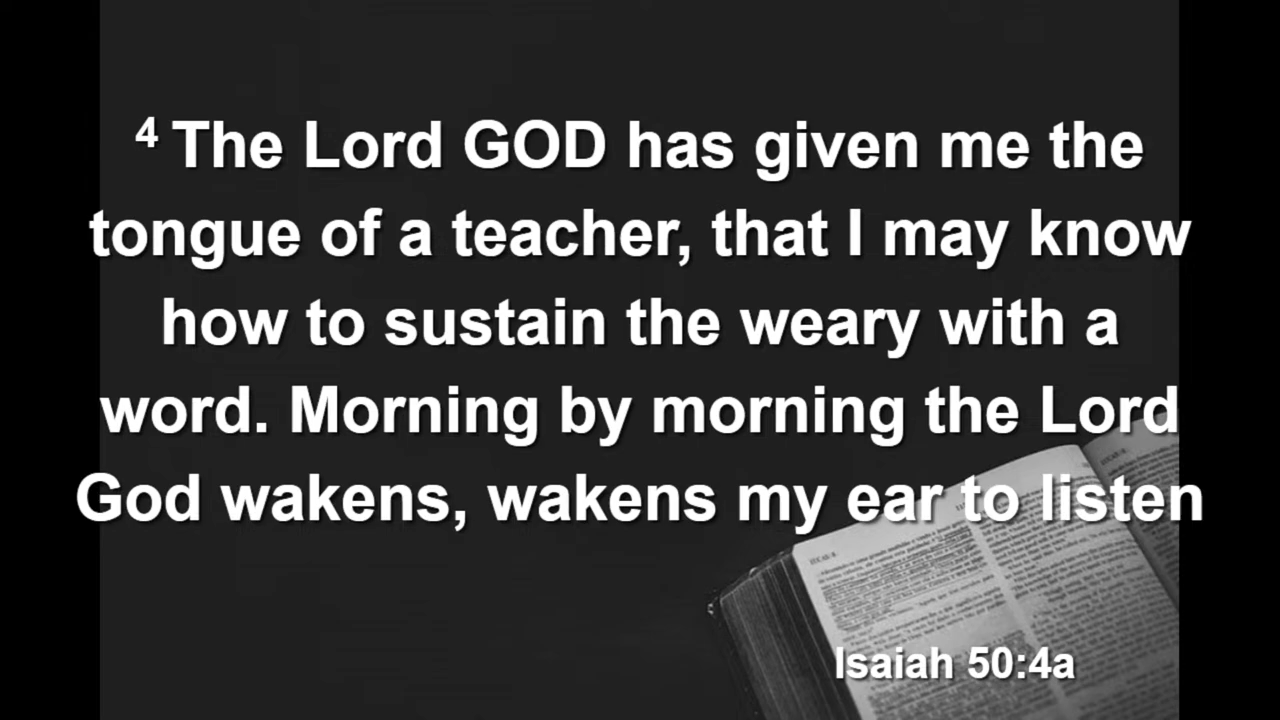 4 The Lord GOD has given me the
tongue of a teacher, that I may know
how to sustain the weary with a
word. Morning by morning the Lord
God wakens, wakens my ear to listen
Isaiah 50:4a